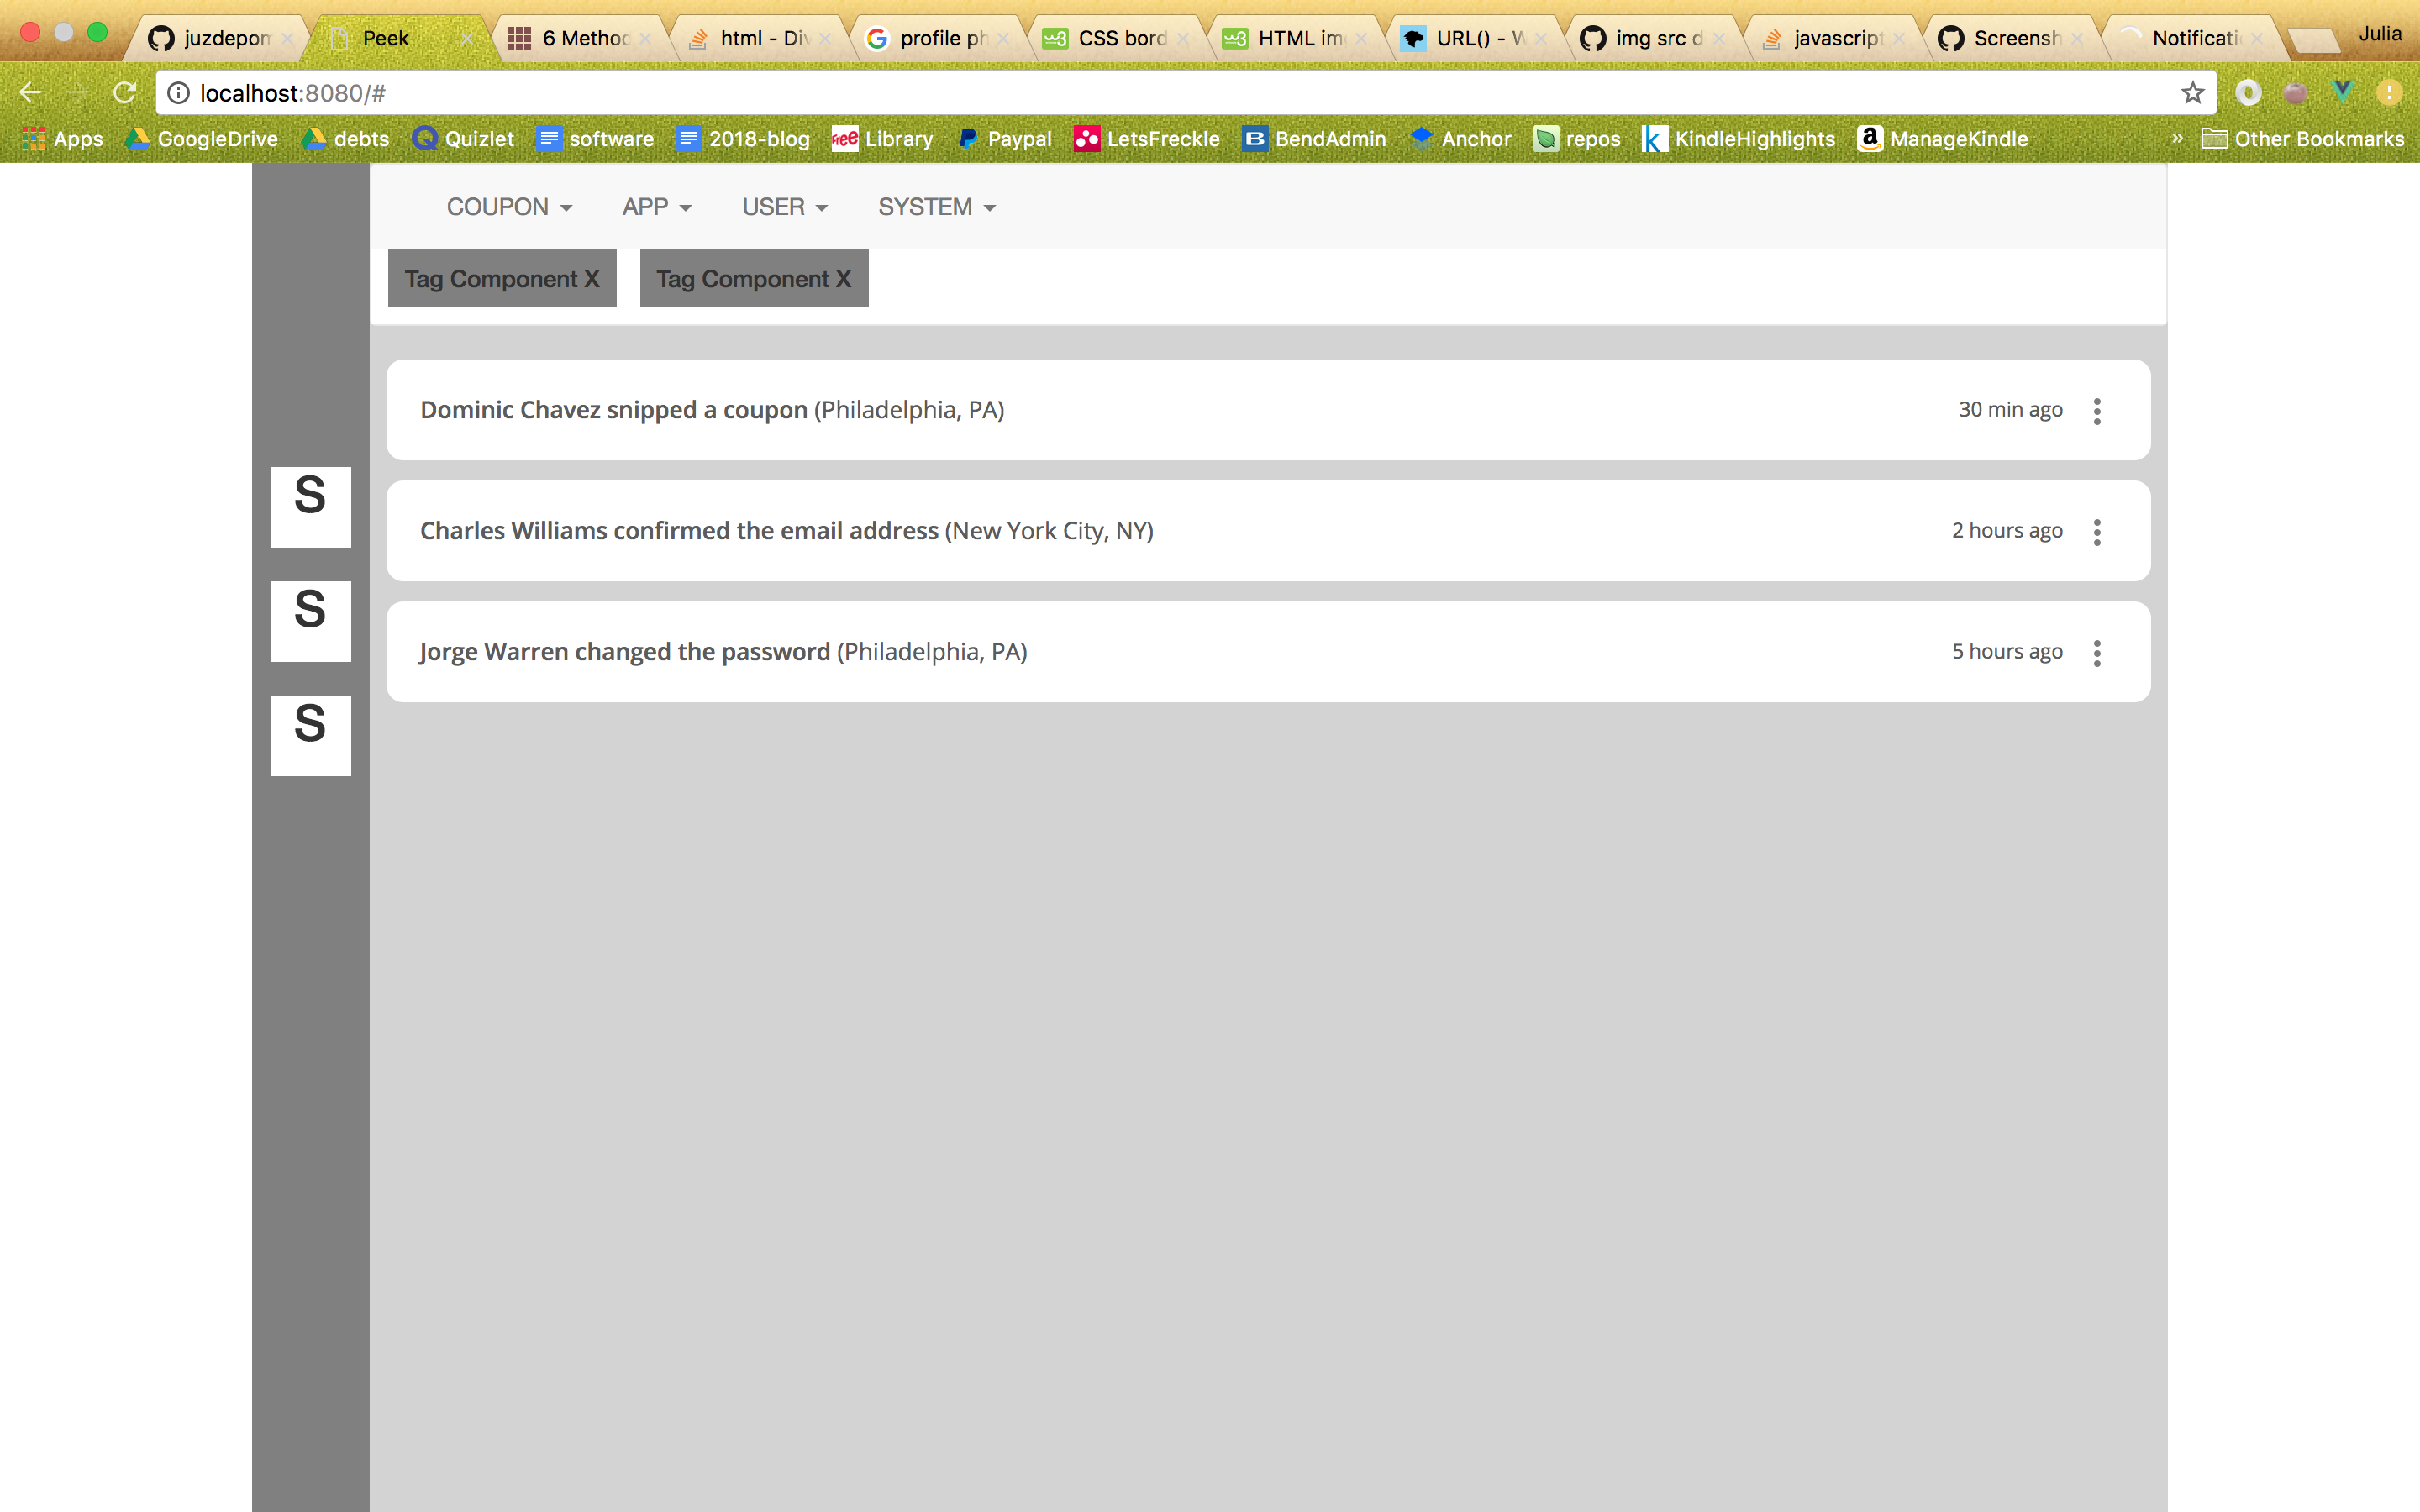 juzdepom
Peek
6 Method
html - Div
profile ph
CSS bord
HTML im
URL() - W
img src d
javascript
Screensh
Notificati
Julia
localhost:8080/#
Apps GoogleDrive debts Quizlet software 2018-blog Free Library Paypal LetsFreckle B BendAdmin Anchor repos k KindleHighlights a ManageKindle » Other Bookmarks
COUPON APP USER SYSTEM
Tag Component X Tag Component X
Dominic Chavez snipped a coupon (Philadelphia, PA) 30 min ago
S
Charles Williams confirmed the email address (New York City, NY) 2 hours ago
S
Jorge Warren changed the password (Philadelphia, PA) 5 hours ago
S